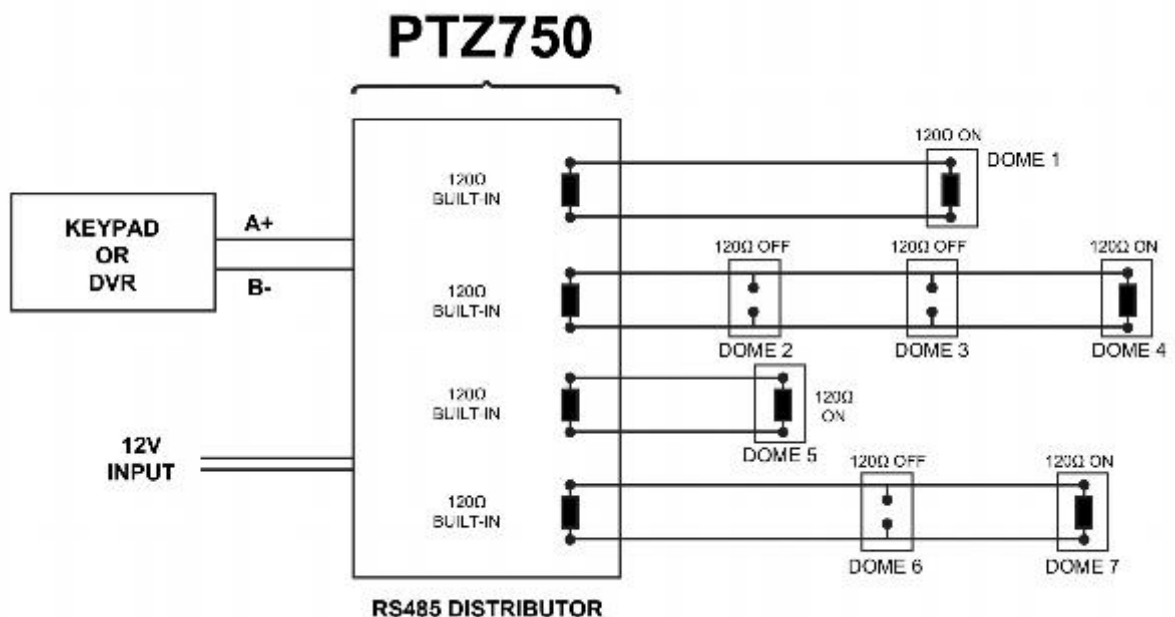 PTZ750
KEYPAD
OR
DVR
A+
B-
12V
INPUT
120Ω
BUILT-IN
120Ω ON
DOME 1
120Ω
BUILT-IN
120Ω OFF
DOME 2
120Ω OFF
DOME 3
120Ω ON
DOME 4
120Ω
BUILT-IN
120Ω
ON
DOME 5
120Ω
BUILT-IN
120Ω OFF
DOME 6
120Ω ON
DOME 7
RS485 DISTRIBUTOR